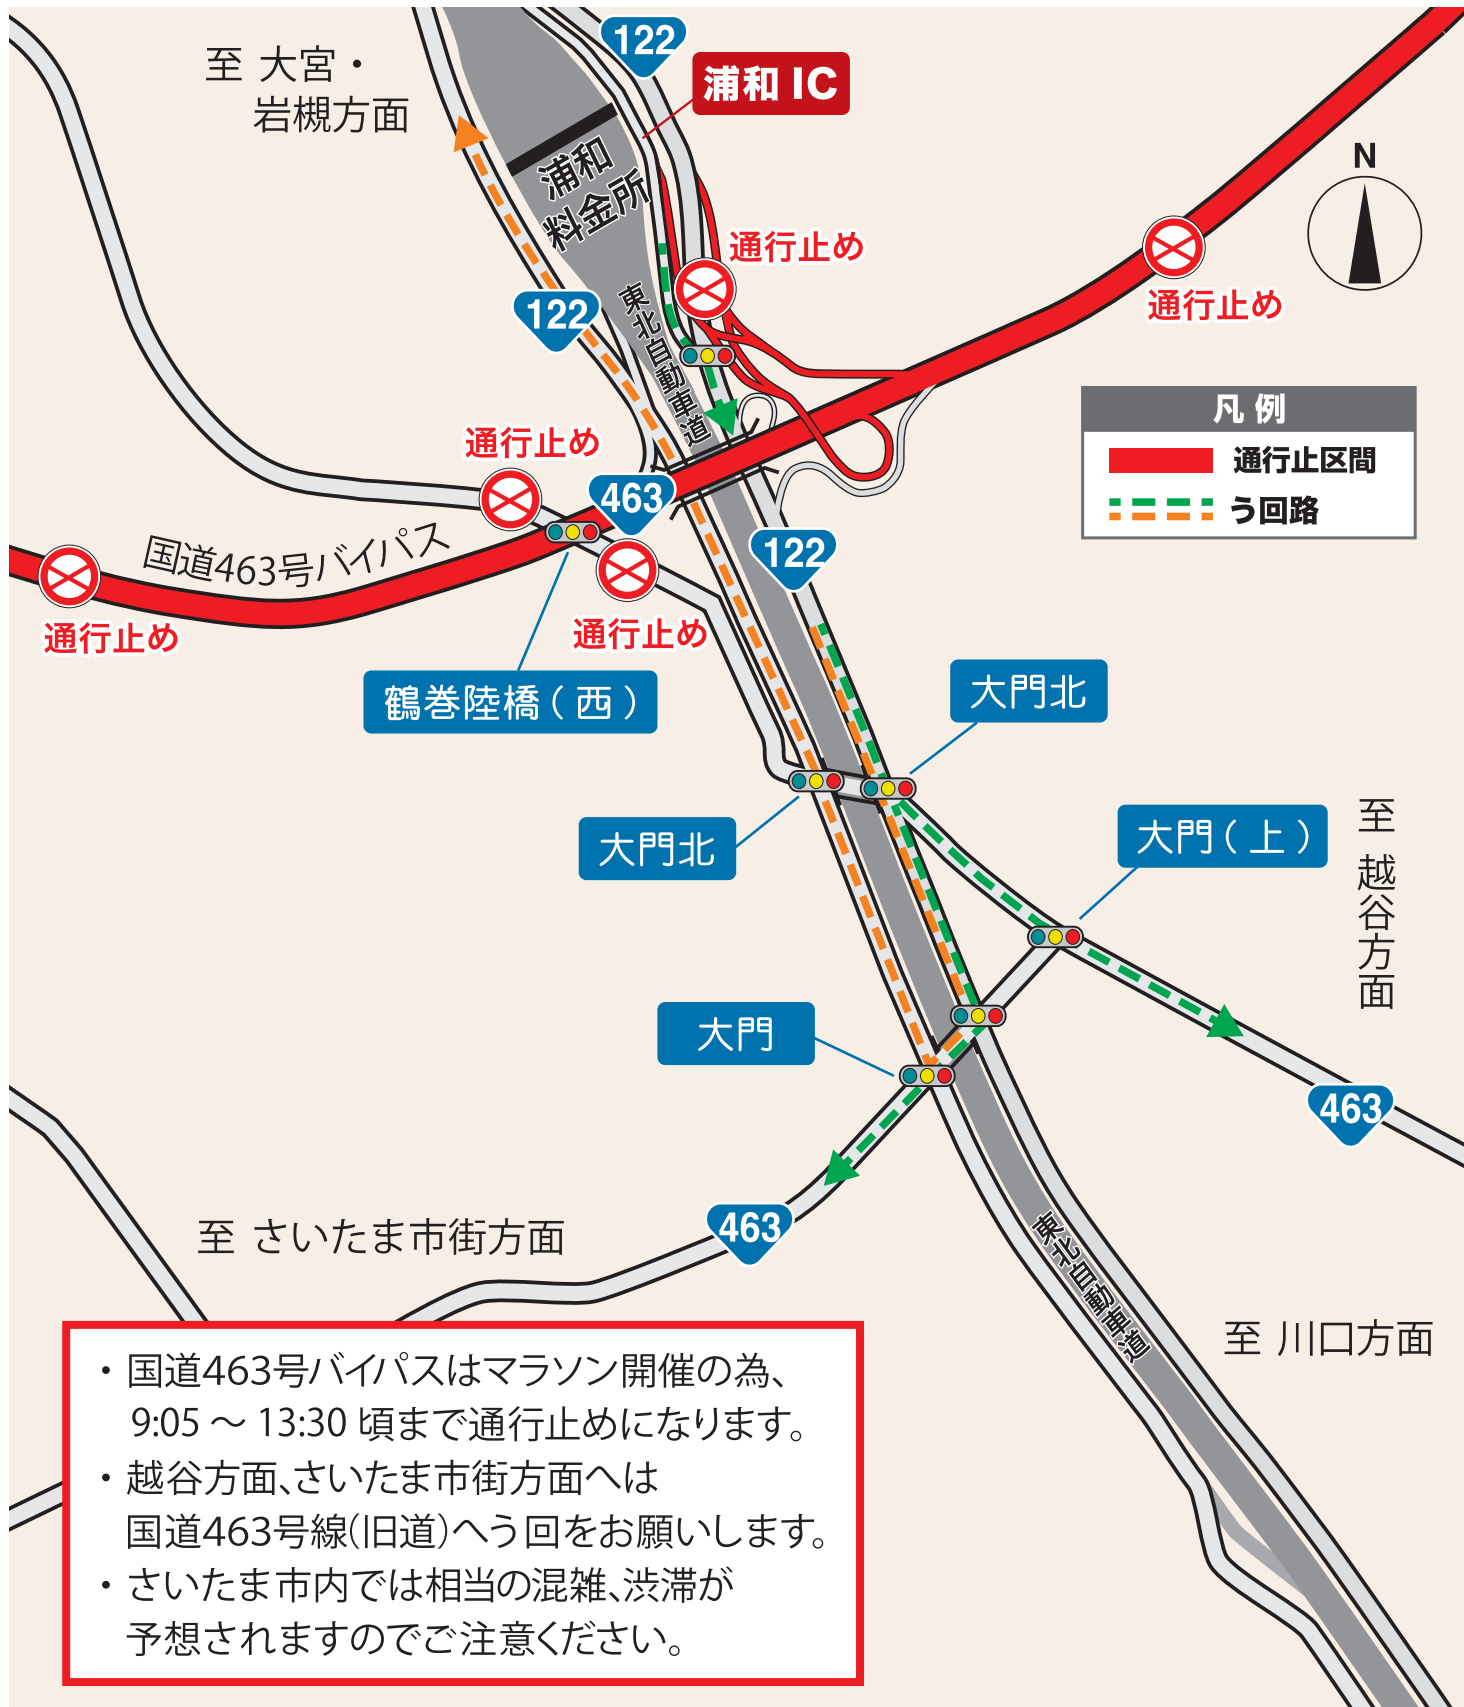 122
至 大宮・
岩槻方面
浦和 IC
N
浦和
料金所
通行止め
通行止め
122
東北自動車道
凡 例
通行止区間
う回路
通行止め
463
国道463号バイパス
122
通行止め
通行止め
鶴巻陸橋(西)
大門北
大門北
大門(上)
至 越谷方面
大門
463
463
至 さいたま市街方面
東北自動車道
至 川口方面
・ 国道463号バイパスはマラソン開催の為、
9:05 〜 13:30 頃まで通行止めになります。
・ 越谷方面、さいたま市街方面へは
国道463号線(旧道)へう回をお願いします。
・ さいたま市内では相当の混雑、渋滞が
予想されますのでご注意ください。